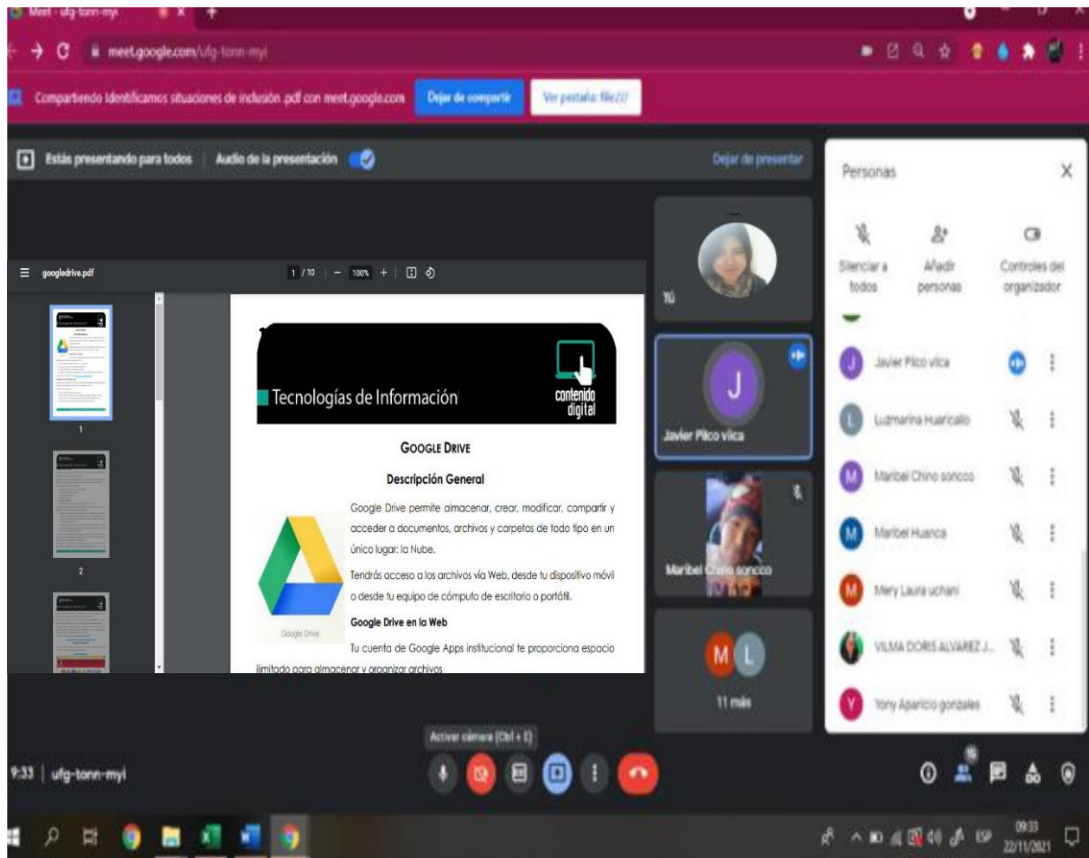 Meet - ufg-tonn-myi
meet.google.com/ufg-tonn-myi
Compartiendo Identificamos situaciones de inclusión .pdf con meet.google.com
Dejar de compartir
Ver pestaña: file:///
Estás presentando para todos
Audio de la presentación
Dejar de presentar
googledrive.pdf
1 / 10
100%
1
2
Tecnologías de Información
contenido
digital
GOOGLE DRIVE
Descripción General
Google Drive permite almacenar, crear, modificar, compartir y
acceder a documentos, archivos y carpetas de todo tipo en un
único lugar: la Nube.
Tendrás acceso a los archivos vía Web, desde tu dispositivo móvil
o desde tu equipo de cómputo de escritorio o portátil.
Google Drive
Google Drive en la Web
Tu cuenta de Google Apps institucional te proporciona espacio
ilimitado para almacenar y organizar archivos
Tú
J
Javier Pilco vilca
Maribel Chino soncco
M L
11 más
Personas
Silenciar a
todos
Añadir
personas
Controles del
organizador
J Javier Pilco vilca
L Luzmarina Huaricallo
M Maribel Chino soncco
M Maribel Huanca
M Mery Laura uchani
VILMA DORIS ALVAREZ J...
Y Yony Aparicio gonzales
Activar cámara (Ctrl + E)
9:33 | ufg-tonn-myi
ESP
09:33
22/11/2021